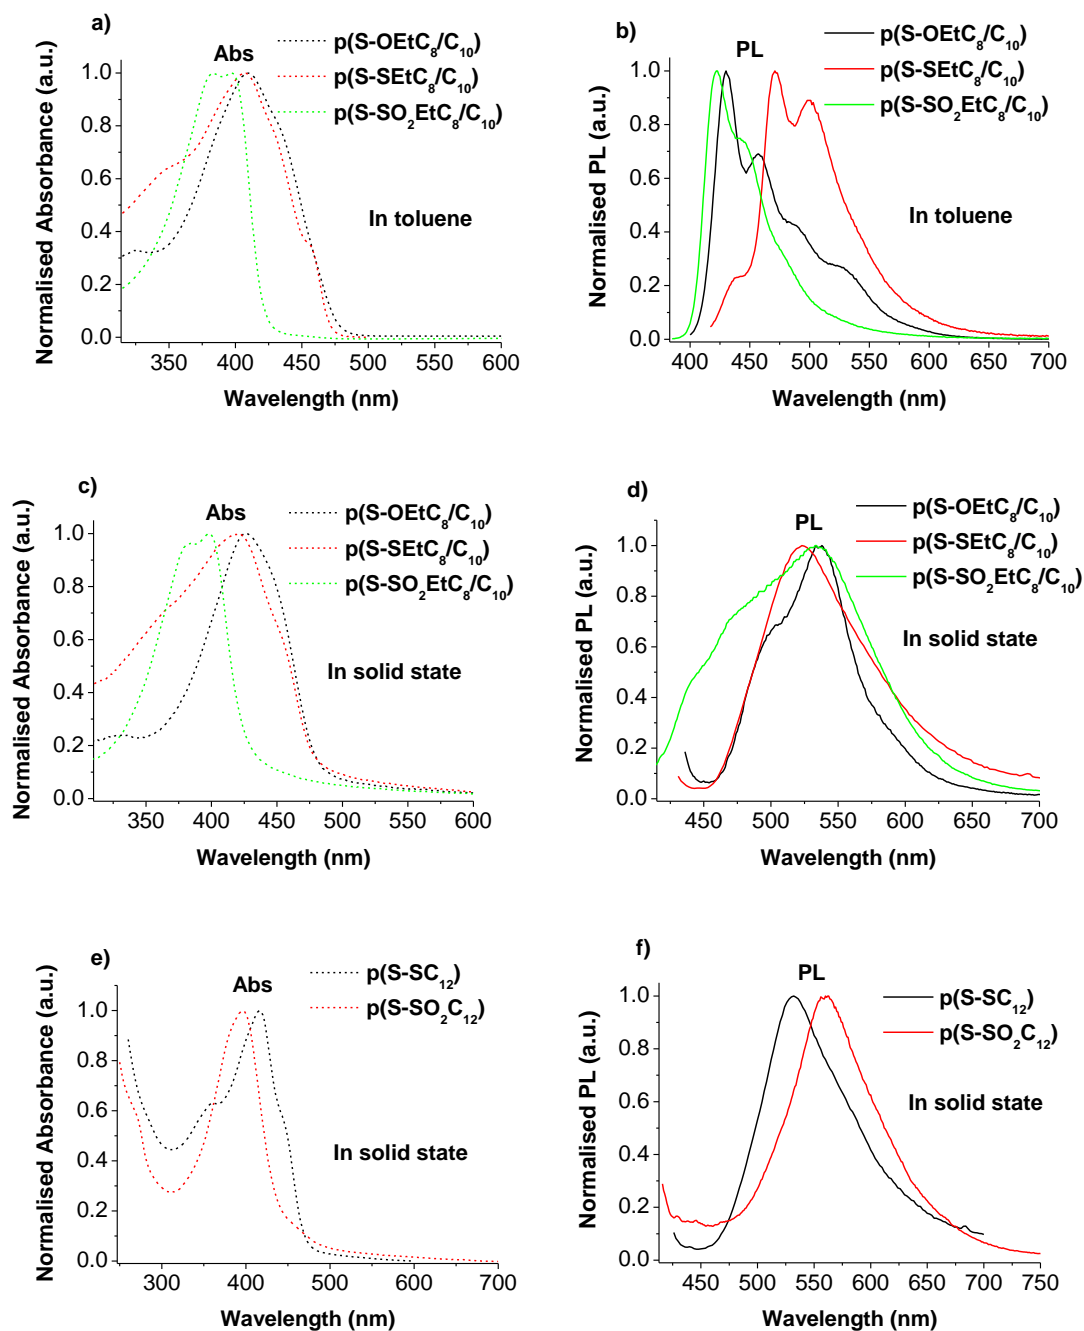 a)
Abs
p(S-OEtC₈/C₁₀)
p(S-SEtC₈/C₁₀)
p(S-SO₂EtC₈/C₁₀)
In toluene
Normalised Absorbance (a.u.)
1.0
0.8
0.6
0.4
0.2
0.0
350 400 450 500 550 600
Wavelength (nm)
b)
PL
p(S-OEtC₈/C₁₀)
p(S-SEtC₈/C₁₀)
p(S-SO₂EtC₈/C₁₀)
In toluene
Normalised PL (a.u.)
1.0
0.8
0.6
0.4
0.2
0.0
400 450 500 550 600 650 700
Wavelength (nm)
c)
Abs
p(S-OEtC₈/C₁₀)
p(S-SEtC₈/C₁₀)
p(S-SO₂EtC₈/C₁₀)
In solid state
Normalised Absorbance (a.u.)
1.0
0.8
0.6
0.4
0.2
0.0
350 400 450 500 550 600
Wavelength (nm)
d)
PL
p(S-OEtC₈/C₁₀)
p(S-SEtC₈/C₁₀)
p(S-SO₂EtC₈/C₁₀)
In solid state
Normalised PL (a.u.)
1.0
0.8
0.6
0.4
0.2
0.0
450 500 550 600 650 700
Wavelength (nm)
e)
Abs
p(S-SC₁₂)
p(S-SO₂C₁₂)
In solid state
Normalised Absorbance (a.u.)
1.0
0.8
0.6
0.4
0.2
0.0
300 400 500 600 700
Wavelength (nm)
f)
PL
p(S-SC₁₂)
p(S-SO₂C₁₂)
In solid state
Normalised PL (a.u.)
1.0
0.8
0.6
0.4
0.2
0.0
450 500 550 600 650 700 750
Wavelength (nm)